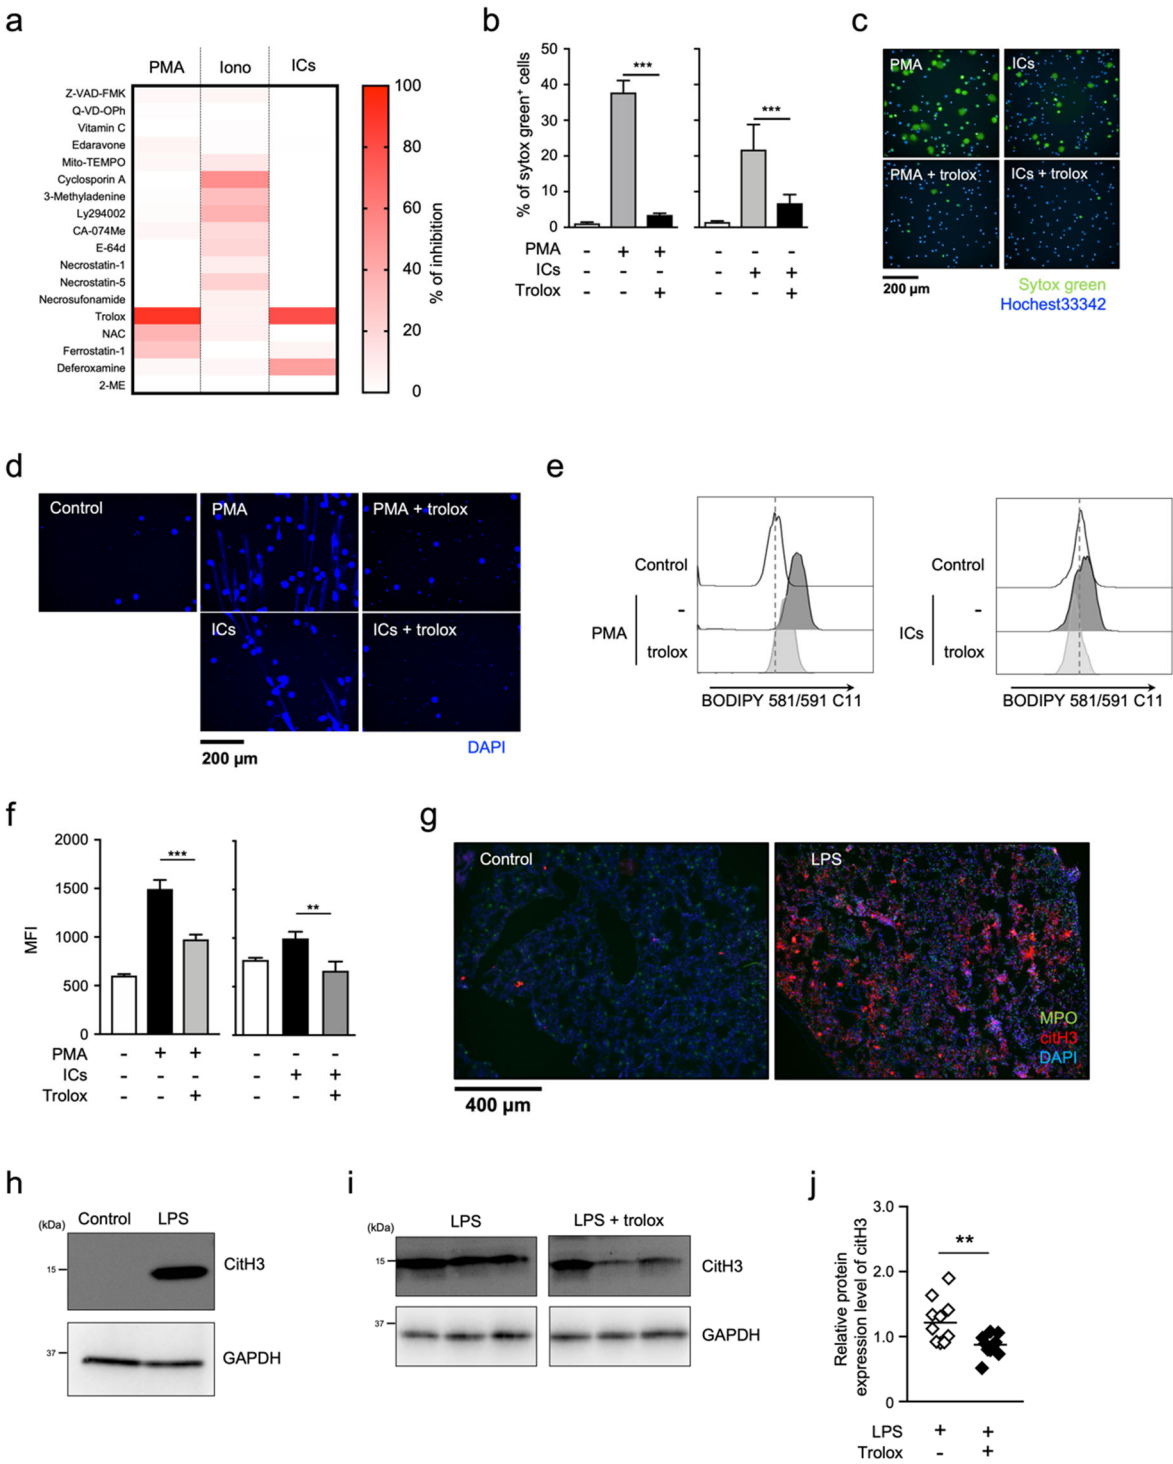 a
PMA Iono ICs
Z-VAD-FMK
Q-VD-OPh
Vitamin C
Edaravone
Mito-TEMPO
Cyclosporin A
3-Methyladenine
Ly294002
CA-074Me
E-64d
Necrostatin-1
Necrostatin-5
Necrosufonamide
Trolox
NAC
Ferrostatin-1
Deferoxamine
2-ME
100
80
60
40
20
0
% of inhibition
b
% of sytox green+ cells
50
40
30
20
10
0
*** ***
PMA - + + - - -
ICs - - - - + +
Trolox - - + - - +
c
PMA ICs
PMA + trolox ICs + trolox
200 µm
Sytox green
Hochest33342
d
Control PMA PMA + trolox
ICs ICs + trolox
200 µm
DAPI
e
Control
PMA
-
trolox
BODIPY 581/591 C11
Control
ICs
-
trolox
BODIPY 581/591 C11
f
MFI
2000
1500
1000
500
0
*** **
PMA - + + - - -
ICs - - - - + +
Trolox - - + - - +
g
Control LPS
MPO
citH3
DAPI
400 µm
h
(kDa) Control LPS
15 CitH3
37 GAPDH
i
(kDa) LPS LPS + trolox
15 CitH3
37 GAPDH
j
Relative protein
expression level of citH3
3.0
2.0
1.0
0
**
LPS + +
Trolox - +